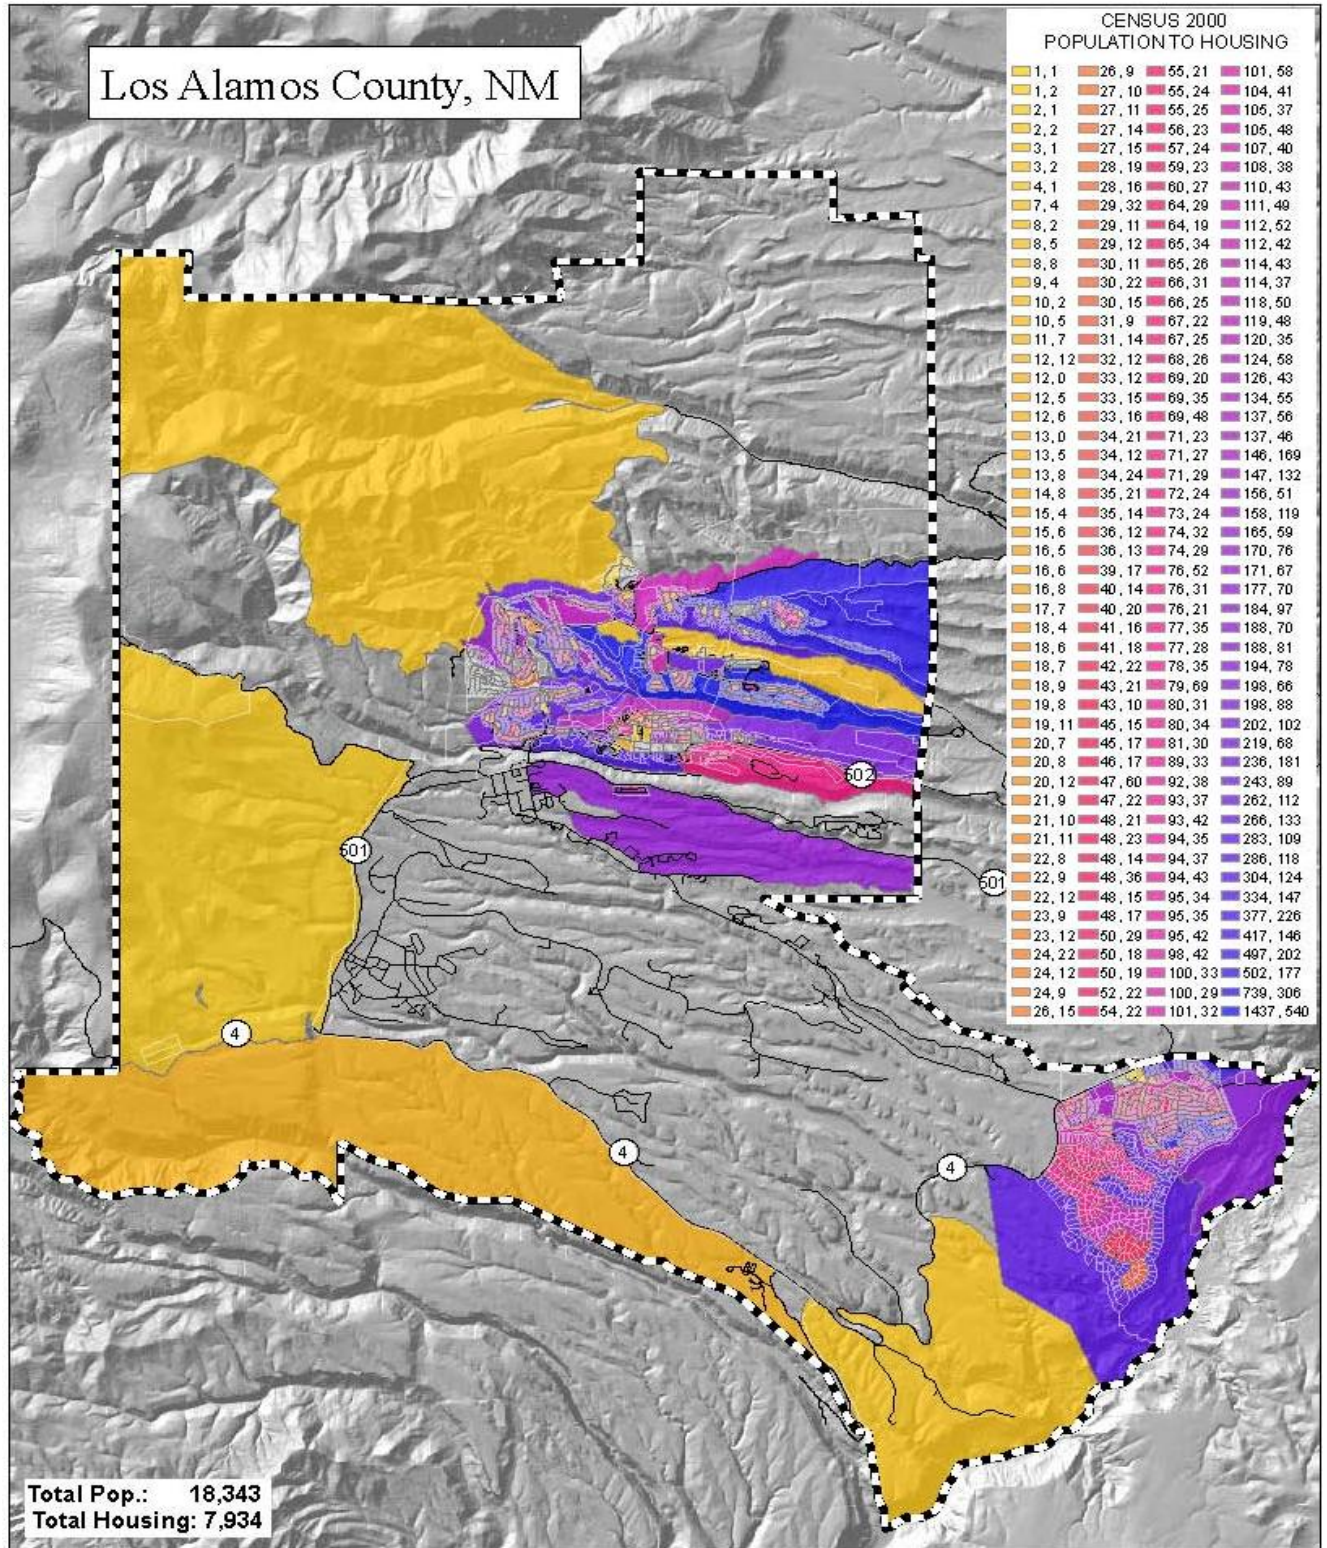 Los Alamos County, NM
CENSUS 2000
POPULATION TO HOUSING
1, 1 26, 9 55, 21 101, 58
1, 2 27, 10 55, 24 104, 41
2, 1 27, 11 55, 25 105, 37
2, 2 27, 14 56, 23 105, 48
3, 1 27, 15 57, 24 107, 40
3, 2 28, 19 59, 23 108, 38
4, 1 28, 16 60, 27 110, 43
7, 4 29, 32 64, 29 111, 49
8, 2 29, 11 64, 19 112, 52
8, 5 29, 12 65, 34 112, 42
8, 8 30, 11 65, 26 114, 43
9, 4 30, 22 66, 31 114, 37
10, 2 30, 15 66, 25 118, 50
10, 5 31, 9 67, 22 119, 48
11, 7 31, 14 67, 25 120, 35
12, 12 32, 12 68, 26 124, 58
12, 0 33, 12 69, 20 126, 43
12, 5 33, 15 69, 35 134, 55
12, 6 33, 16 69, 48 137, 56
13, 0 34, 21 71, 23 137, 46
13, 5 34, 12 71, 27 146, 169
13, 8 34, 24 71, 29 147, 132
14, 8 35, 21 72, 24 156, 51
15, 4 35, 14 73, 24 158, 119
15, 6 36, 12 74, 32 165, 59
16, 5 36, 13 74, 29 170, 76
16, 6 39, 17 76, 52 171, 67
16, 8 40, 14 76, 31 177, 70
17, 7 40, 20 76, 21 184, 97
18, 4 41, 16 77, 35 188, 70
18, 6 41, 18 77, 28 188, 81
18, 7 42, 22 78, 35 194, 78
18, 9 43, 21 79, 69 198, 66
19, 8 43, 10 80, 31 198, 88
19, 11 45, 15 80, 34 202, 102
20, 7 45, 17 81, 30 219, 68
20, 8 46, 17 89, 33 236, 181
20, 12 47, 60 92, 38 243, 89
21, 9 47, 22 93, 37 262, 112
21, 10 48, 21 93, 42 266, 133
21, 11 48, 23 94, 35 283, 109
22, 8 48, 14 94, 37 286, 118
22, 9 48, 36 94, 43 304, 124
22, 12 48, 15 95, 34 334, 147
23, 9 48, 17 95, 35 377, 226
23, 12 50, 29 95, 42 417, 146
24, 22 50, 18 98, 42 497, 202
24, 12 50, 19 100, 33 502, 177
24, 9 52, 22 100, 29 739, 306
26, 15 54, 22 101, 32 1437, 540
502
501
501
4
4
4
Total Pop.: 18,343
Total Housing: 7,934